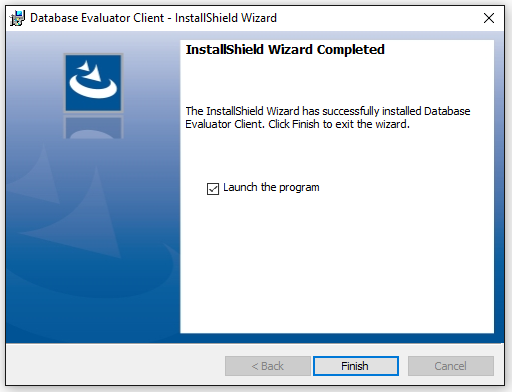 Database Evaluator Client - InstallShield Wizard
InstallShield Wizard Completed
The InstallShield Wizard has successfully installed Database
Evaluator Client. Click Finish to exit the wizard.
Launch the program
< Back
Finish
Cancel